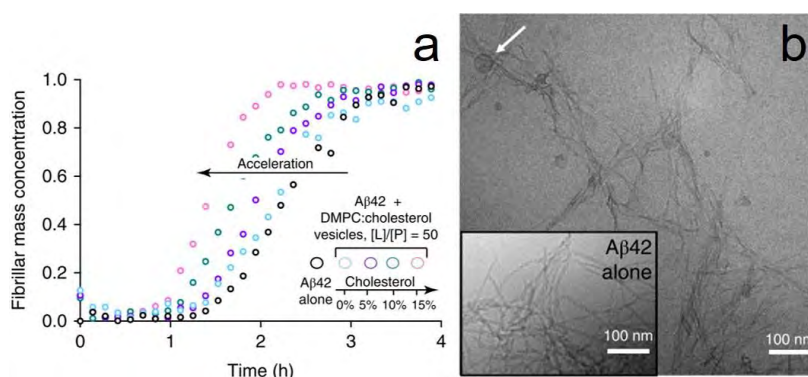 a
1.0
0.8
0.6
0.4
0.2
0.0
Fibrillar mass concentration
Acceleration
Aβ42 +
DMPC:cholesterol
vesicles, [L]/[P] = 50
Aβ42
alone
Cholesterol
0% 5% 10% 15%
0 1 2 3 4
Time (h)
b
Aβ42
alone
100 nm
100 nm